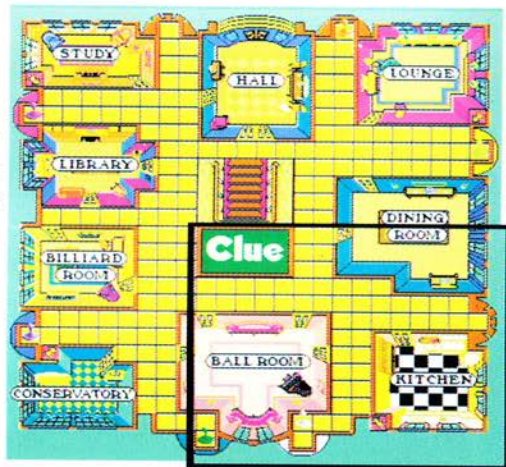 STUDY
HALL
LOUNGE
LIBRARY
DINING
ROOM
Clue
BILLIARD
ROOM
BALL ROOM
KITCHEN
CONSERVATORY